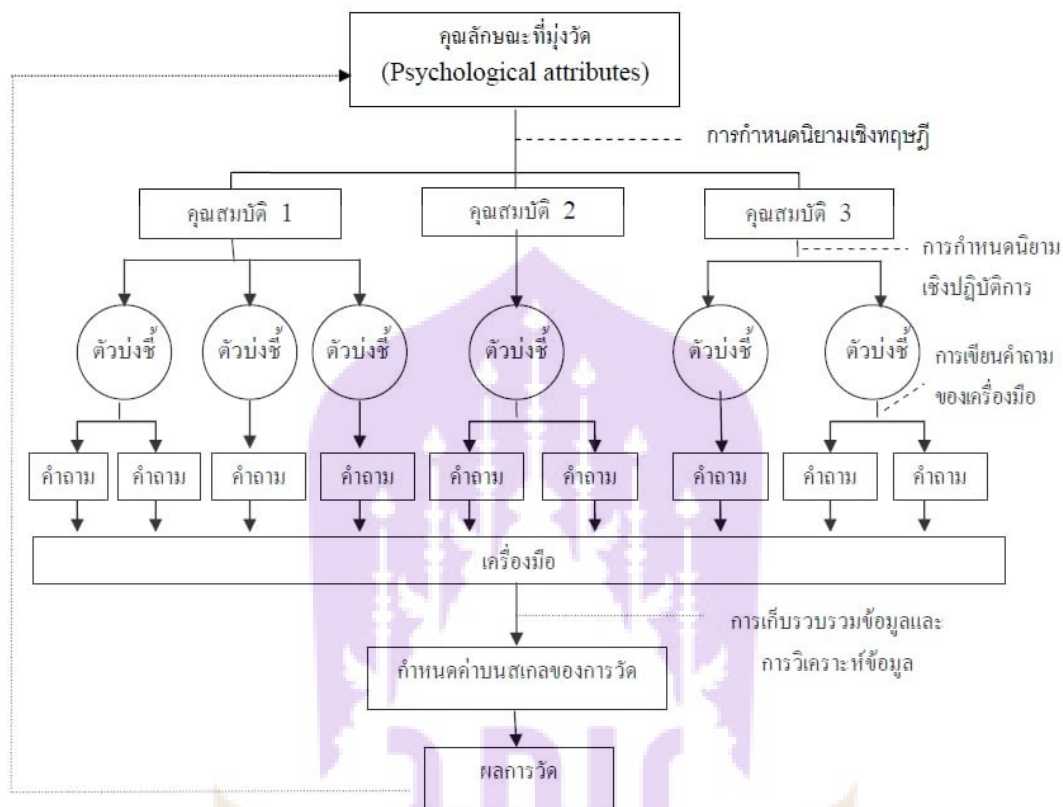 คุณลักษณะที่มุ่งวัด
(Psychological attributes)
การกำหนดนิยามเชิงทฤษฎี
คุณสมบัติ 1
คุณสมบัติ 2
คุณสมบัติ 3
การกำหนดนิยาม
เชิงปฏิบัติการ
ตัวบ่งชี้
ตัวบ่งชี้
ตัวบ่งชี้
ตัวบ่งชี้
ตัวบ่งชี้
ตัวบ่งชี้
การเขียนคำถาม
ของเครื่องมือ
คำถาม
คำถาม
คำถาม
คำถาม
คำถาม
คำถาม
คำถาม
คำถาม
คำถาม
เครื่องมือ
การเก็บรวบรวมข้อมูลและ
การวิเคราะห์ข้อมูล
กำหนดค่าบนสเกลของการวัด
ผลการวัด